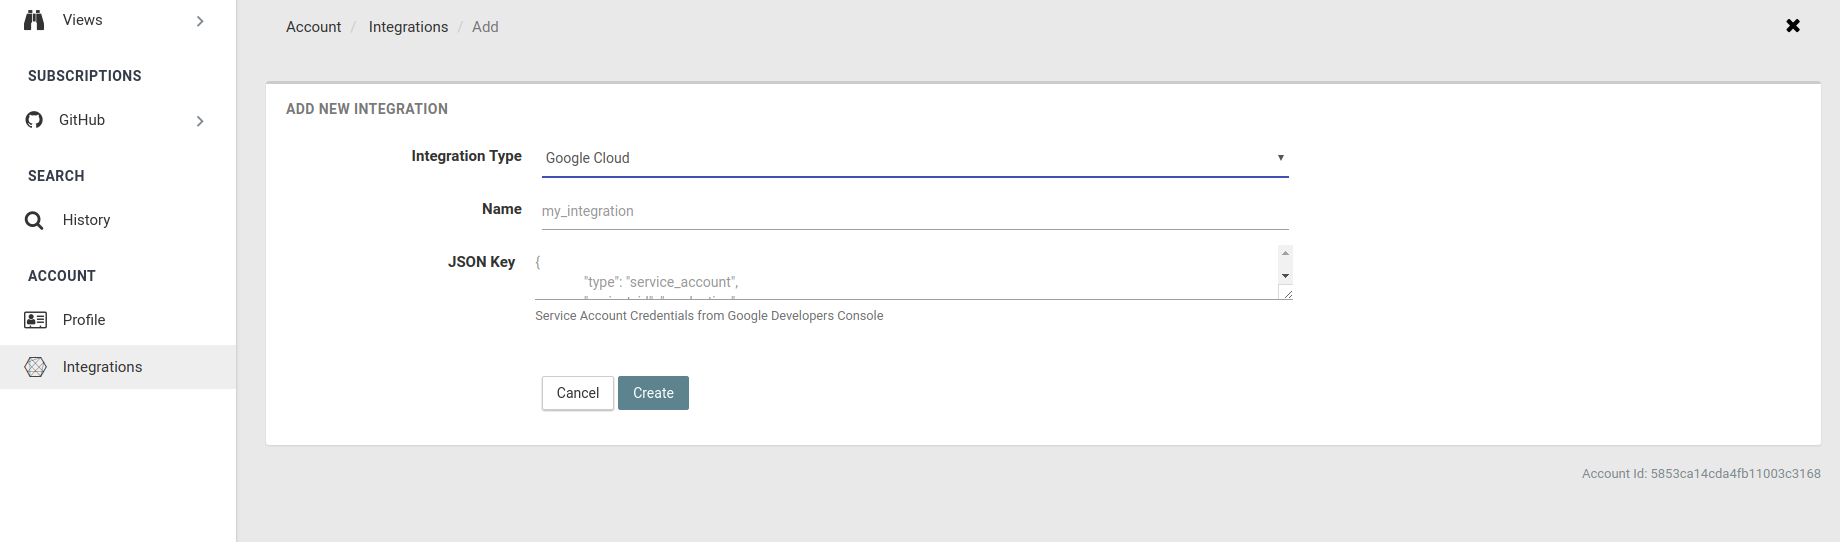 Views
SUBSCRIPTIONS
GitHub
SEARCH
History
ACCOUNT
Profile
Integrations
Account / Integrations / Add
ADD NEW INTEGRATION
Integration Type Google Cloud
Name my_integration
JSON Key {
"type": "service_account",
Service Account Credentials from Google Developers Console
Cancel Create
Account Id: 5853ca14cda4fb11003c3168